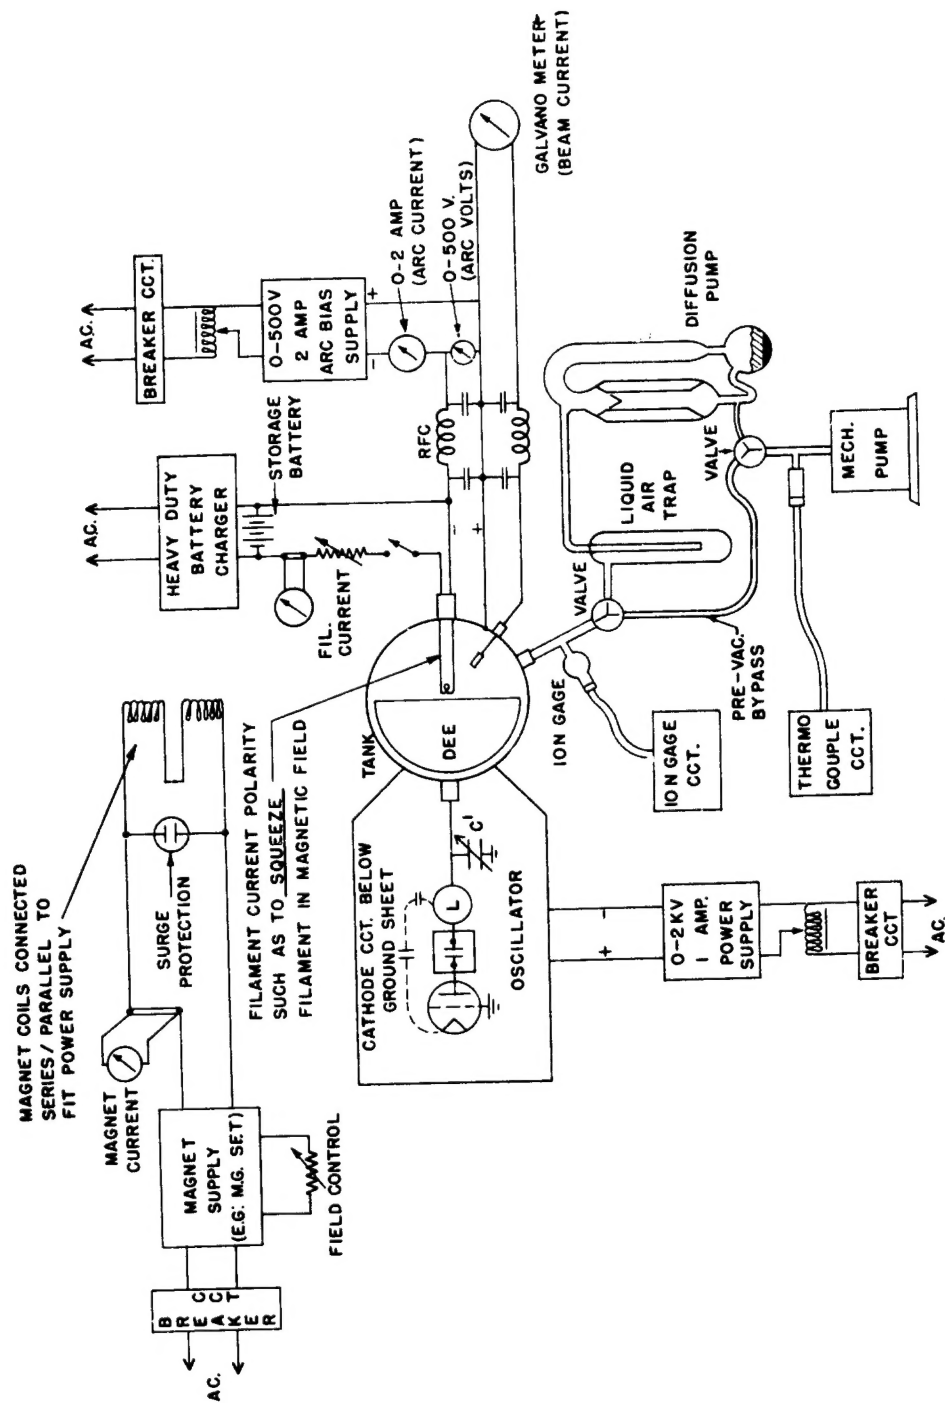 MAGNET COILS CONNECTED
SERIES / PARALLEL TO
FIT POWER SUPPLY
MAGNET
CURRENT
SURGE
PROTECTION
MAGNET
SUPPLY
(E.G: M.G. SET)
FIELD CONTROL
BREAKER
CCT
A.C.
FILAMENT CURRENT POLARITY
SUCH AS TO SQUEEZE
FILAMENT IN MAGNETIC FIELD
A.C.
HEAVY DUTY
BATTERY
CHARGER
STORAGE
BATTERY
FIL.
CURRENT
A.C.
BREAKER CCT.
0-500V
2 AMP
ARC BIAS
SUPPLY
-
+
0-2 AMP
(ARC CURRENT)
0-500 V.
(ARC VOLTS)
RFC
-
+
GALVANO METER
(BEAM CURRENT)
TANK
DEE
CATHODE CCT. BELOW
GROUND SHEET
L
C'
OSCILLATOR
+
-
0-2 KV
1 AMP.
POWER
SUPPLY
BREAKER
CCT
A.C.
ION GAGE
ION GAGE
CCT.
VALVE
LIQUID
AIR
TRAP
PRE-VAC.
BYPASS
THERMO
COUPLE
CCT.
VALVE
MECH.
PUMP
DIFFUSION
PUMP